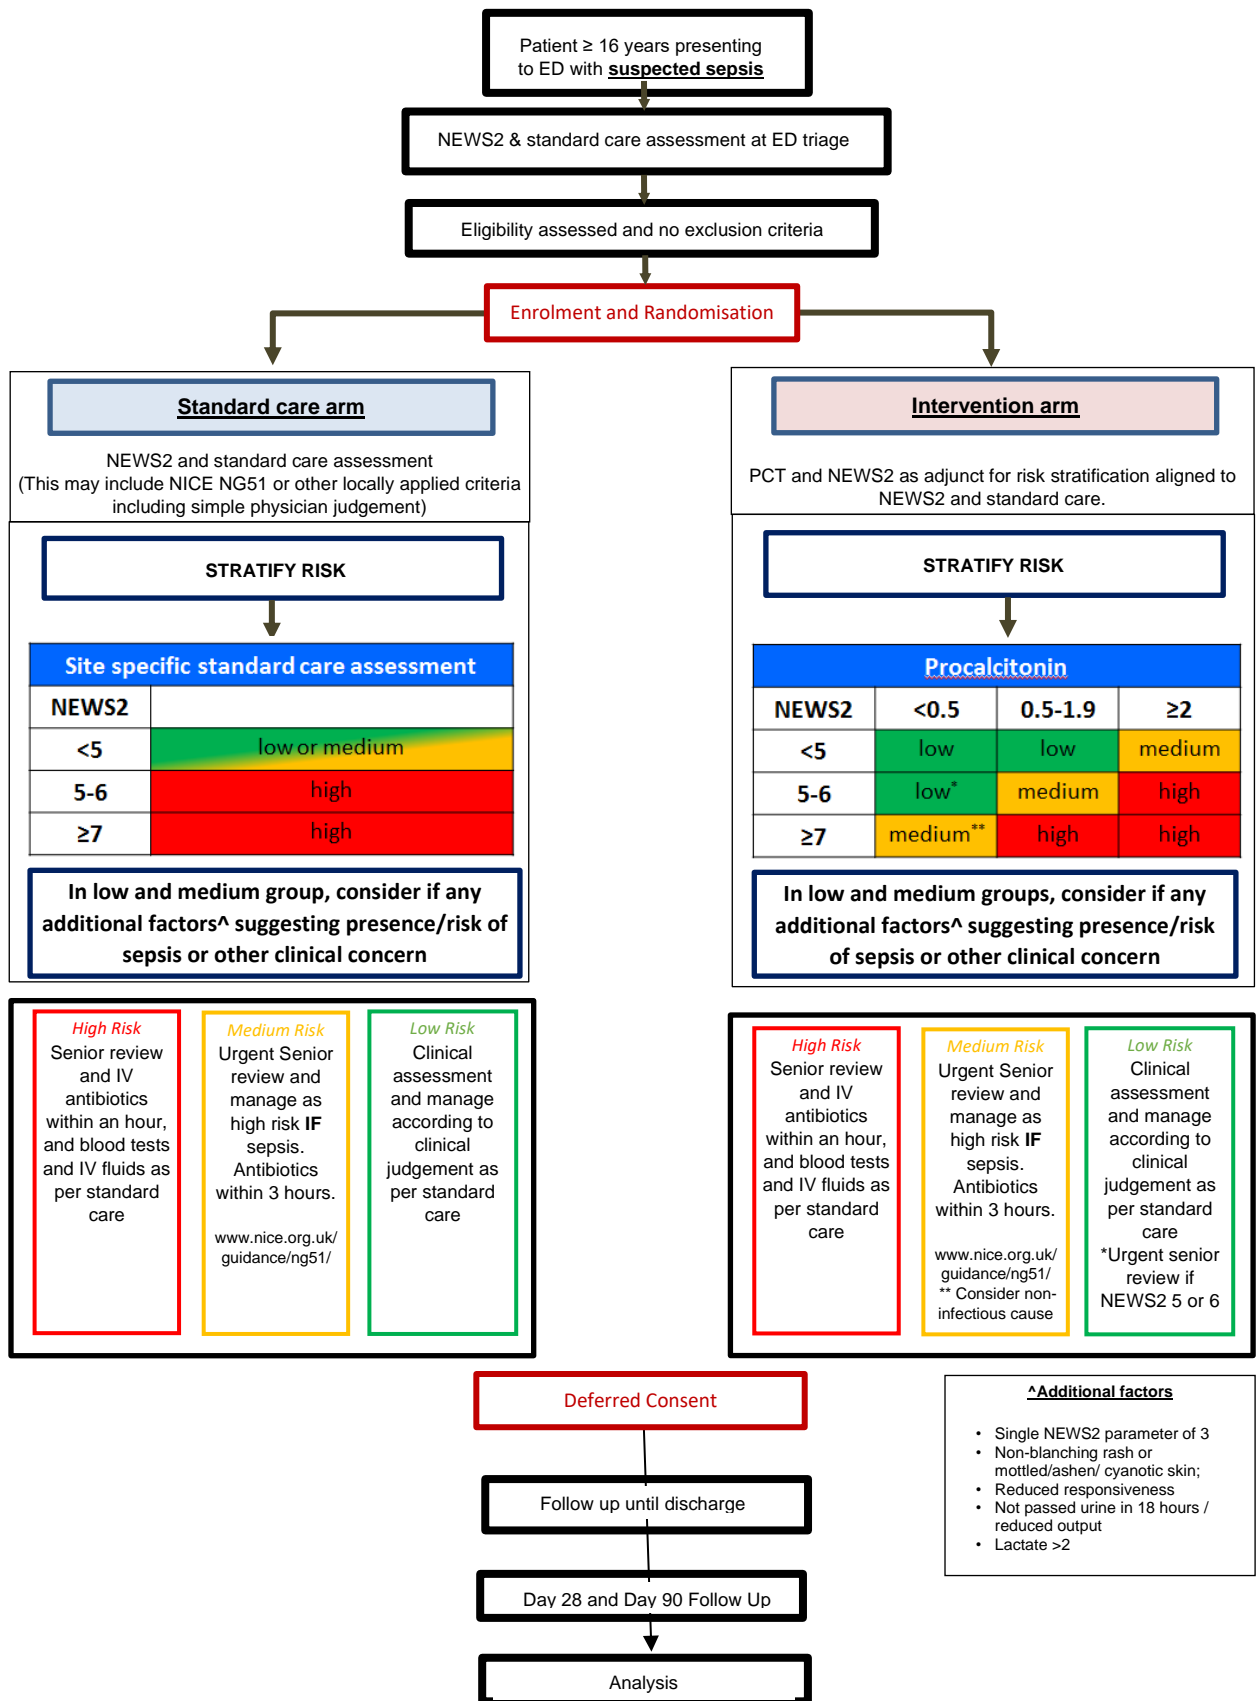 Patient ≥ 16 years presenting
to ED with suspected sepsis
NEWS2 & standard care assessment at ED triage
Eligibility assessed and no exclusion criteria
Enrolment and Randomisation
Standard care arm
NEWS2 and standard care assessment
(This may include NICE NG51 or other locally applied criteria
including simple physician judgement)
STRATIFY RISK
Site specific standard care assessment
NEWS2
<5 low or medium
5-6 high
≥7 high
In low and medium group, consider if any
additional factors^ suggesting presence/risk of
sepsis or other clinical concern
High Risk
Senior review
and IV
antibiotics
within an hour,
and blood tests
and IV fluids as
per standard
care
Medium Risk
Urgent Senior
review and
manage as
high risk IF
sepsis.
Antibiotics
within 3 hours.
www.nice.org.uk/
guidance/ng51/
Low Risk
Clinical
assessment
and manage
according to
clinical
judgement as
per standard
care
Intervention arm
PCT and NEWS2 as adjunct for risk stratification aligned to
NEWS2 and standard care.
STRATIFY RISK
Procalcitonin
NEWS2 <0.5 0.5-1.9 ≥2
<5 low low medium
5-6 low* medium high
≥7 medium** high high
In low and medium groups, consider if any
additional factors^ suggesting presence/risk
of sepsis or other clinical concern
High Risk
Senior review
and IV
antibiotics
within an hour,
and blood tests
and IV fluids as
per standard
care
Medium Risk
Urgent Senior
review and
manage as
high risk IF
sepsis.
Antibiotics
within 3 hours.
www.nice.org.uk/
guidance/ng51/
** Consider non-
infectious cause
Low Risk
Clinical
assessment
and manage
according to
clinical
judgement as
per standard
care
*Urgent senior
review if
NEWS2 5 or 6
Deferred Consent
Follow up until discharge
Day 28 and Day 90 Follow Up
Analysis
^Additional factors
• Single NEWS2 parameter of 3
• Non-blanching rash or
mottled/ashen/ cyanotic skin;
• Reduced responsiveness
• Not passed urine in 18 hours /
reduced output
• Lactate >2